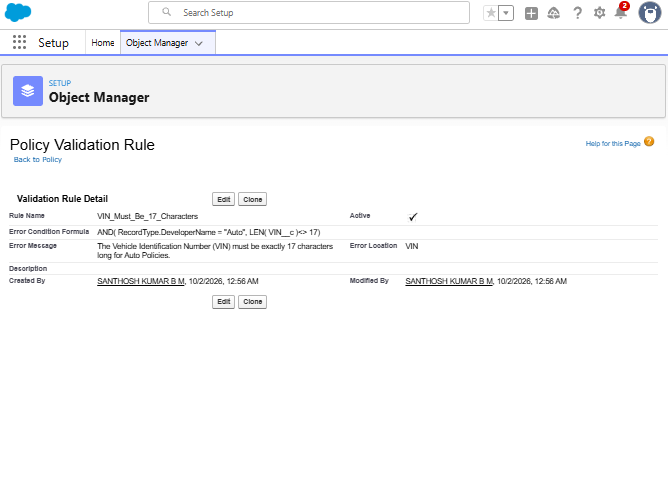 Search Setup
2
Setup
Home
Object Manager
SETUP
Object Manager
Policy Validation Rule
Help for this Page ?
Back to Policy
Validation Rule Detail
Edit Clone
Rule Name VIN_Must_Be_17_Characters Active
Error Condition Formula AND( RecordType.DeveloperName = "Auto", LEN( VIN__c )<> 17)
Error Message The Vehicle Identification Number (VIN) must be exactly 17 characters Error Location VIN
long for Auto Policies.
Description
Created By SANTHOSH KUMAR B M, 10/2/2026, 12:56 AM Modified By SANTHOSH KUMAR B M, 10/2/2026, 12:56 AM
Edit Clone